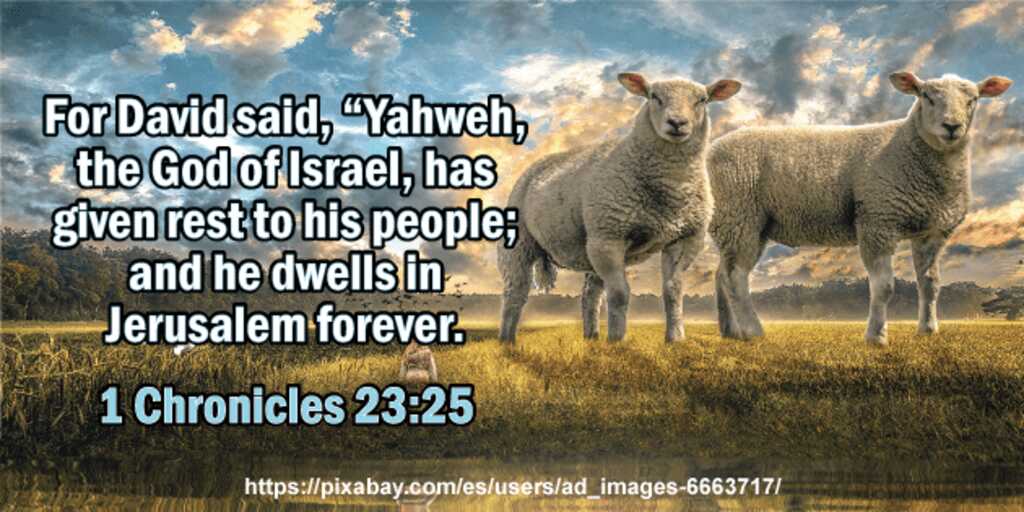 For David said, “Yahweh,
the God of Israel, has
given rest to his people;
and he dwells in
Jerusalem forever.
1 Chronicles 23:25
https://pixabay.com/es/users/ad_images-6663717/